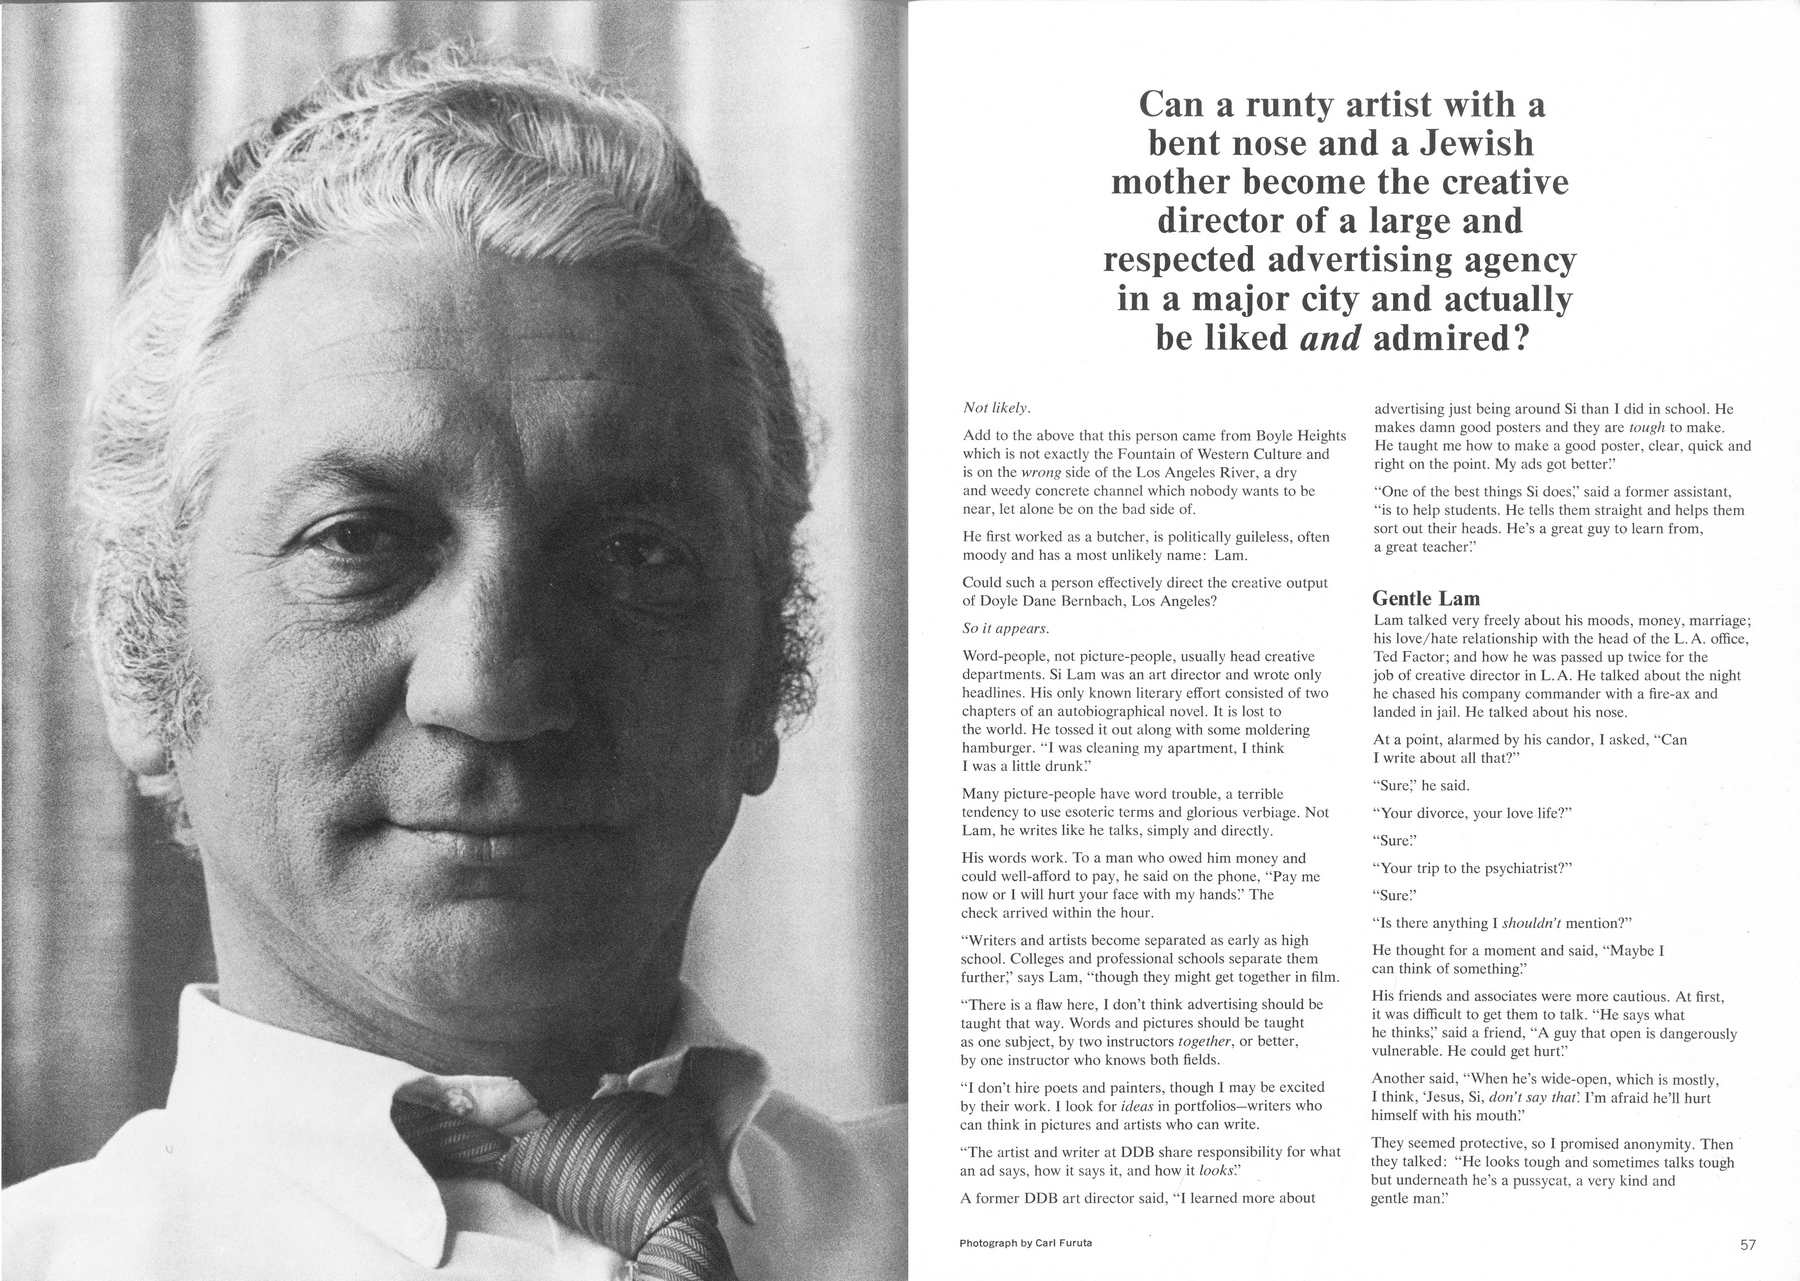 Can a runty artist with a
bent nose and a Jewish
mother become the creative
director of a large and
respected advertising agency
in a major city and actually
be liked and admired?
Not likely.
Add to the above that this person came from Boyle Heights
which is not exactly the Fountain of Western Culture and
is on the wrong side of the Los Angeles River, a dry
and weedy concrete channel which nobody wants to be
near, let alone be on the bad side of.
He first worked as a butcher, is politically guileless, often
moody and has a most unlikely name: Lam.
Could such a person effectively direct the creative output
of Doyle Dane Bernbach, Los Angeles?
So it appears.
Word-people, not picture-people, usually head creative
departments. Si Lam was an art director and wrote only
headlines. His only known literary effort consisted of two
chapters of an autobiographical novel. It is lost to
the world. He tossed it out along with some moldering
hamburger. “I was cleaning my apartment, I think
I was a little drunk.”
Many picture-people have word trouble, a terrible
tendency to use esoteric terms and glorious verbiage. Not
Lam, he writes like he talks, simply and directly.
His words work. To a man who owed him money and
could well-afford to pay, he said on the phone, “Pay me
now or I will hurt your face with my hands.” The
check arrived within the hour.
“Writers and artists become separated as early as high
school. Colleges and professional schools separate them
further,” says Lam, “though they might get together in film.
“There is a flaw here, I don’t think advertising should be
taught that way. Words and pictures should be taught
as one subject, by two instructors together, or better,
by one instructor who knows both fields.
“I don’t hire poets and painters, though I may be excited
by their work. I look for ideas in portfolios—writers who
can think in pictures and artists who can write.
“The artist and writer at DDB share responsibility for what
an ad says, how it says it, and how it looks.”
A former DDB art director said, “I learned more about
advertising just being around Si than I did in school. He
makes damn good posters and they are tough to make.
He taught me how to make a good poster, clear, quick and
right on the point. My ads got better.”
“One of the best things Si does,” said a former assistant,
“is to help students. He tells them straight and helps them
sort out their heads. He’s a great guy to learn from,
a great teacher.”
Gentle Lam
Lam talked very freely about his moods, money, marriage;
his love/hate relationship with the head of the L.A. office,
Ted Factor; and how he was passed up twice for the
job of creative director in L.A. He talked about the night
he chased his company commander with a fire-ax and
landed in jail. He talked about his nose.
At a point, alarmed by his candor, I asked, “Can
I write about all that?”
“Sure,” he said.
“Your divorce, your love life?”
“Sure.”
“Your trip to the psychiatrist?”
“Sure.”
“Is there anything I shouldn’t mention?”
He thought for a moment and said, “Maybe I
can think of something.”
His friends and associates were more cautious. At first,
it was difficult to get them to talk. “He says what
he thinks,” said a friend, “A guy that open is dangerously
vulnerable. He could get hurt.”
Another said, “When he’s wide-open, which is mostly,
I think, ‘Jesus, Si, don’t say that.’ I’m afraid he’ll hurt
himself with his mouth.”
They seemed protective, so I promised anonymity. Then
they talked: “He looks tough and sometimes talks tough
but underneath he’s a pussycat, a very kind and
gentle man.”
Photograph by Carl Furuta
57